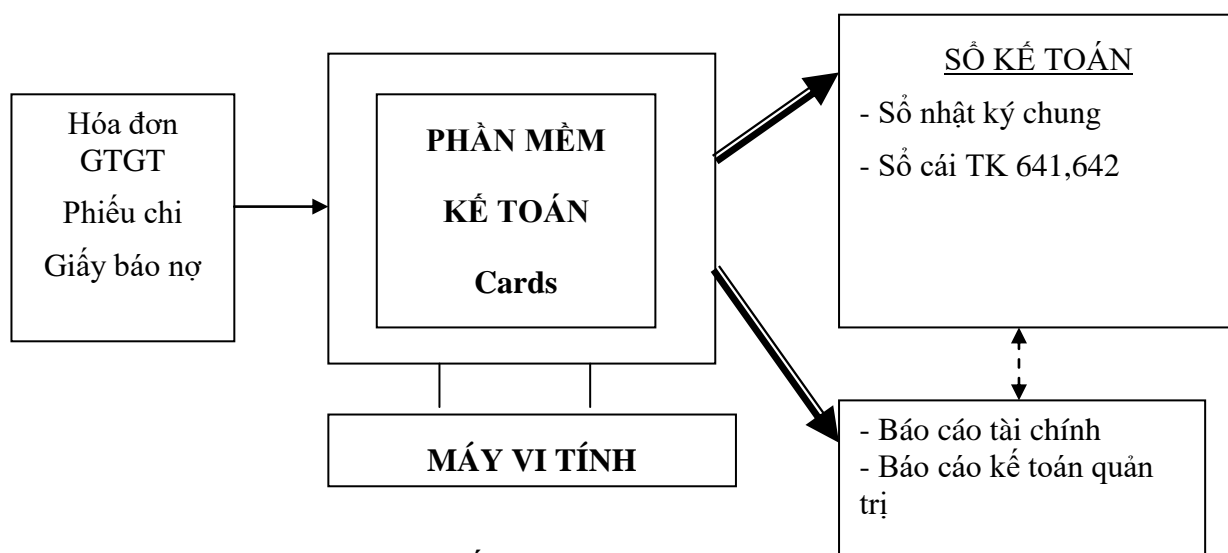 Hóa đơn
GTGT
Phiếu chi
Giấy báo nợ
PHẦN MỀM
KẾ TOÁN
Cards
MÁY VI TÍNH
SỔ KẾ TOÁN
- Sổ nhật ký chung
- Sổ cái TK 641,642
- Báo cáo tài chính
- Báo cáo kế toán quản
trị